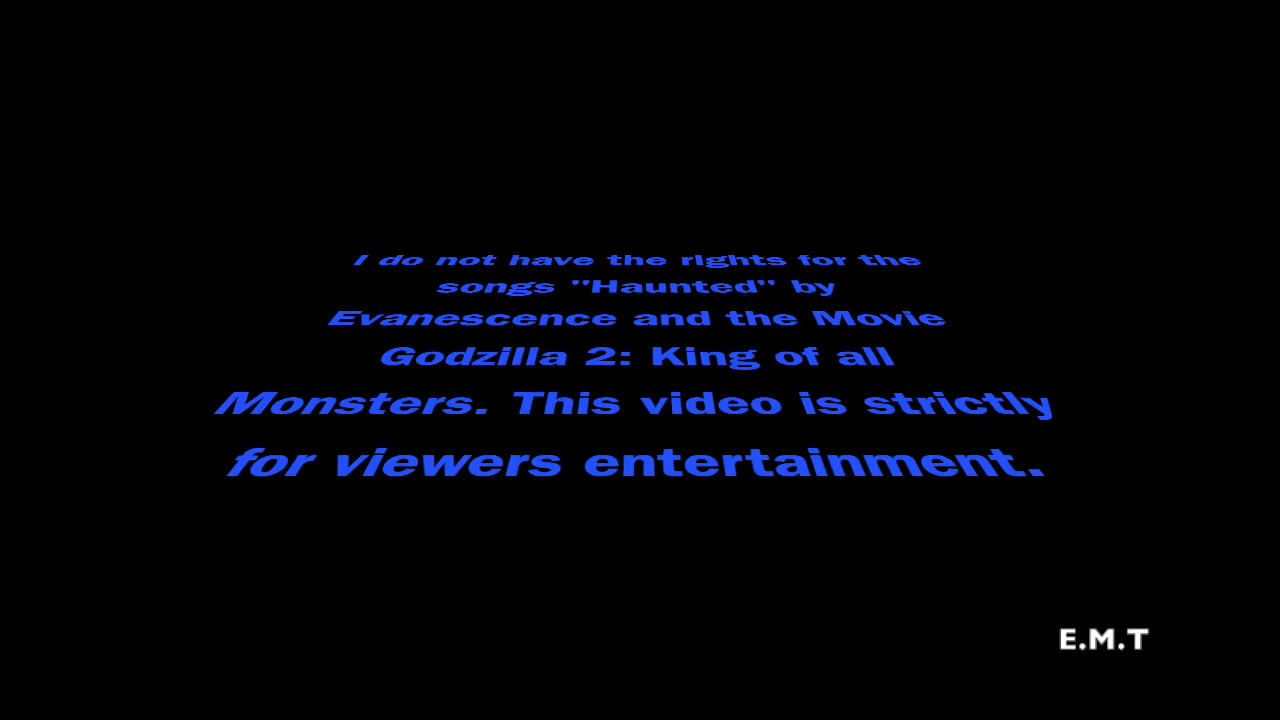 I do not have the rights for the
songs "Haunted" by
Evanescence and the Movie
Godzilla 2: King of all
Monsters. This video is strictly
for viewers entertainment.
E.M.T